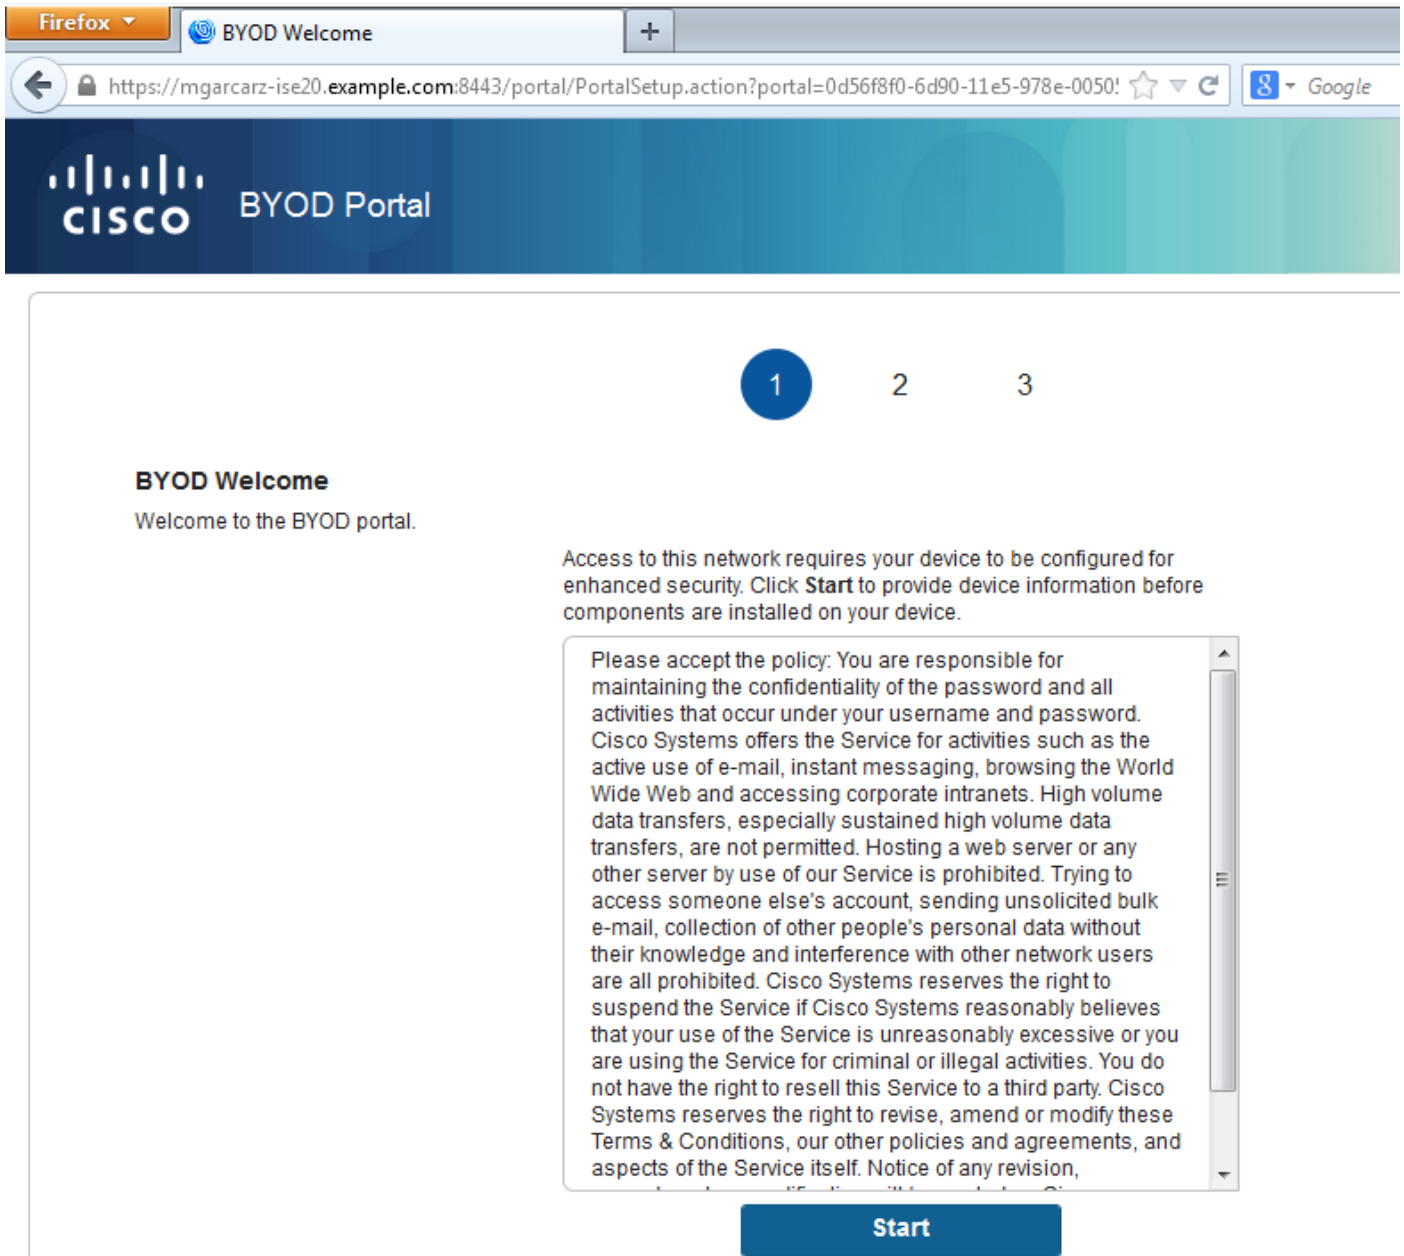 Firefox
BYOD Welcome
https://mgarcarz-ise20.example.com:8443/portal/PortalSetup.action?portal=0d56f8f0-6d90-11e5-978e-0050
Google
CISCO
BYOD Portal
1 2 3
BYOD Welcome
Welcome to the BYOD portal.
Access to this network requires your device to be configured for
enhanced security. Click Start to provide device information before
components are installed on your device.
Please accept the policy: You are responsible for
maintaining the confidentiality of the password and all
activities that occur under your username and password.
Cisco Systems offers the Service for activities such as the
active use of e-mail, instant messaging, browsing the World
Wide Web and accessing corporate intranets. High volume
data transfers, especially sustained high volume data
transfers, are not permitted. Hosting a web server or any
other server by use of our Service is prohibited. Trying to
access someone else's account, sending unsolicited bulk
e-mail, collection of other people's personal data without
their knowledge and interference with other network users
are all prohibited. Cisco Systems reserves the right to
suspend the Service if Cisco Systems reasonably believes
that your use of the Service is unreasonably excessive or you
are using the Service for criminal or illegal activities. You do
not have the right to resell this Service to a third party. Cisco
Systems reserves the right to revise, amend or modify these
Terms & Conditions, our other policies and agreements, and
aspects of the Service itself. Notice of any revision,
Start